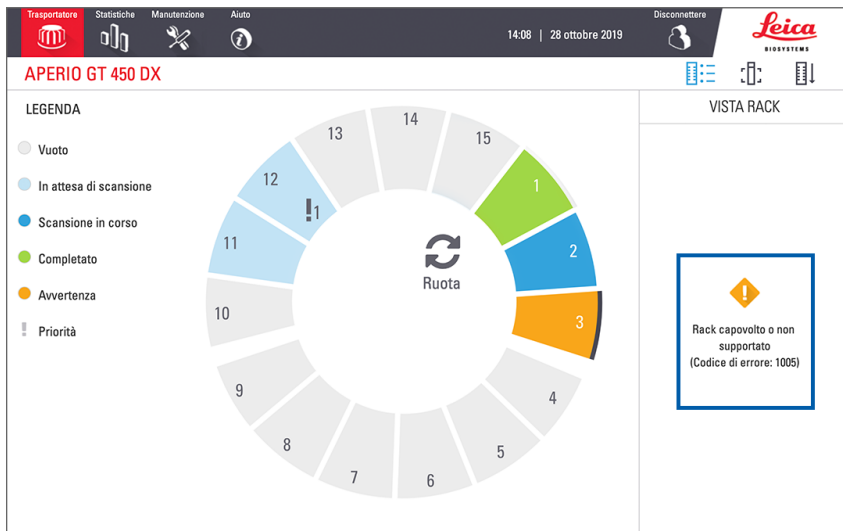 Trasportatore
Statistiche
Manutenzione
Aiuto
14:08 | 28 ottobre 2019
Disconnettere
Leica
BIOSYSTEMS
APERIO GT 450 DX
LEGENDA
Vuoto
In attesa di scansione
Scansione in corso
Completato
Avvertenza
! Priorità
1
2
3
4
5
6
7
8
9
10
11
12
!1
13
14
15
Ruota
VISTA RACK
!
Rack capovolto o non
supportato
(Codice di errore: 1005)